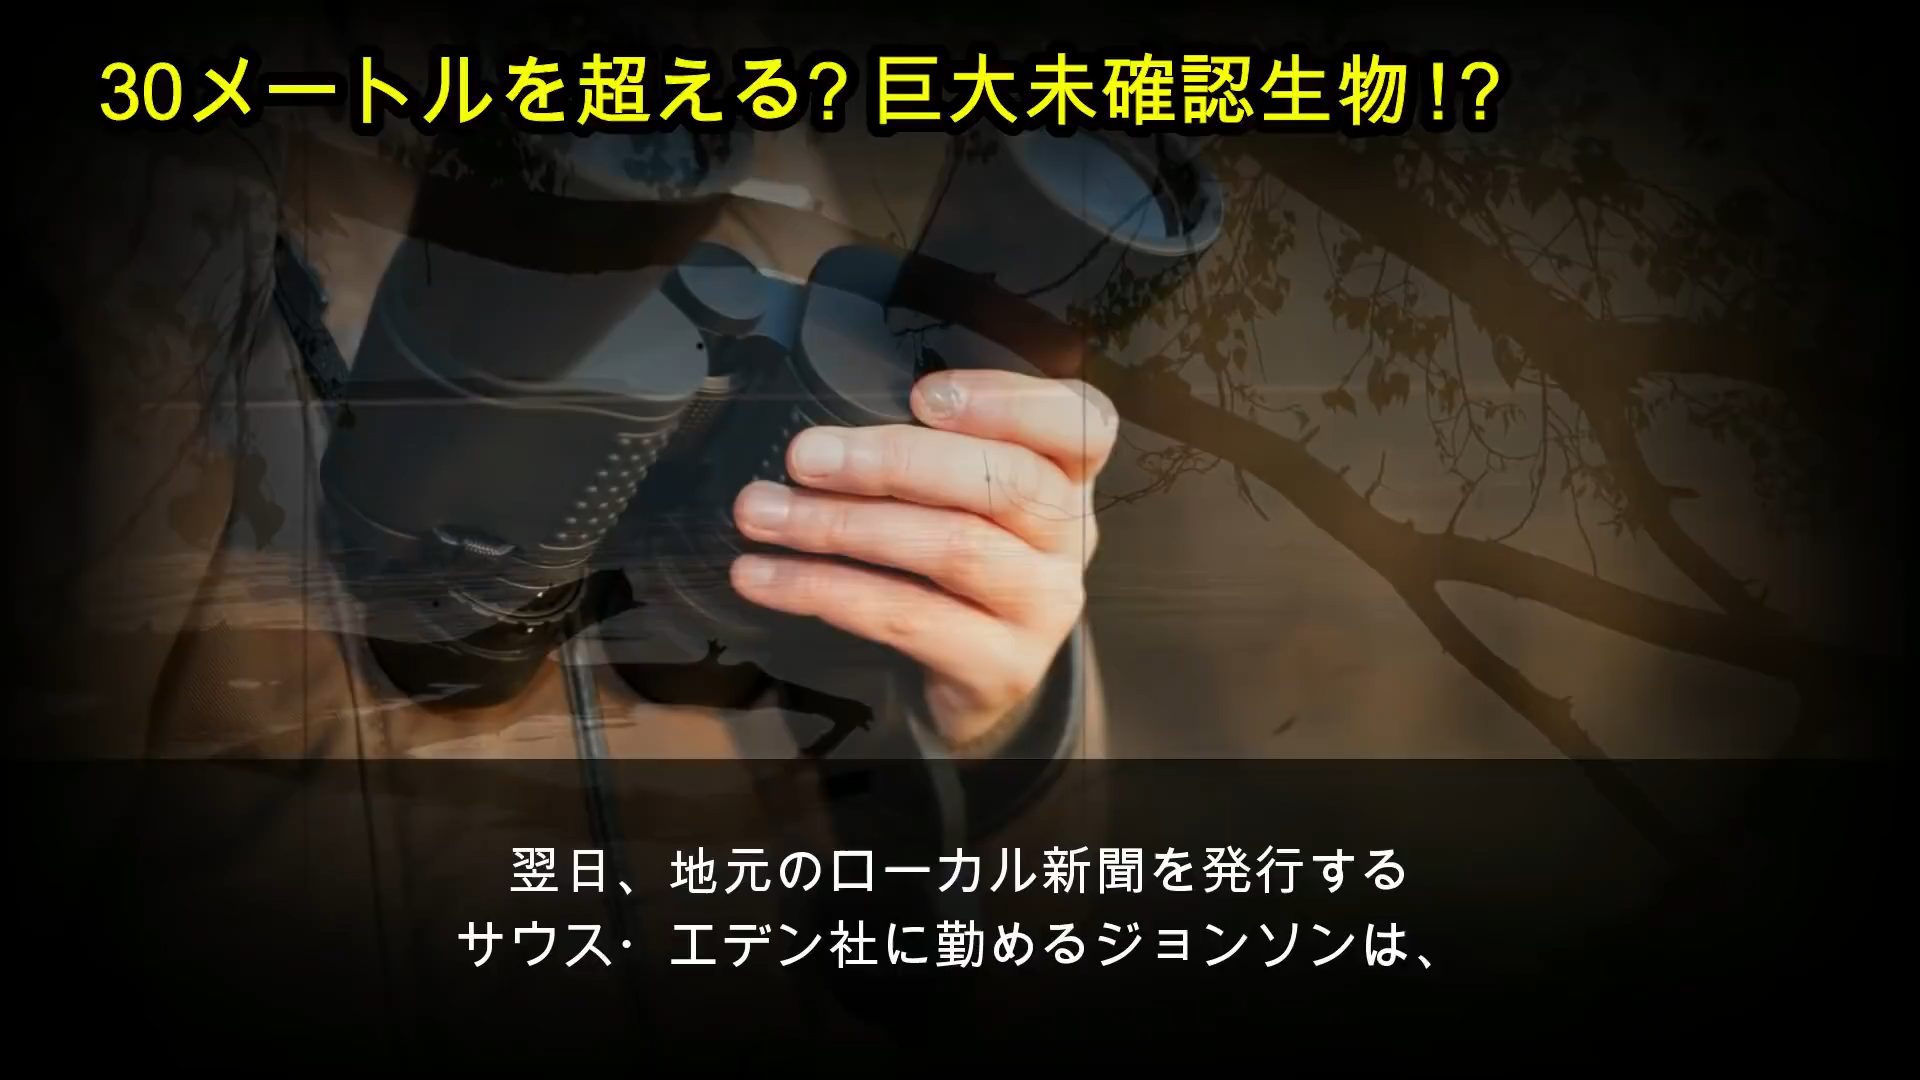 30メートルを超える?巨大未確認生物!?
翌日、地元のローカル新聞を発行する
サウス・エデン社に勤めるジョンソンは、